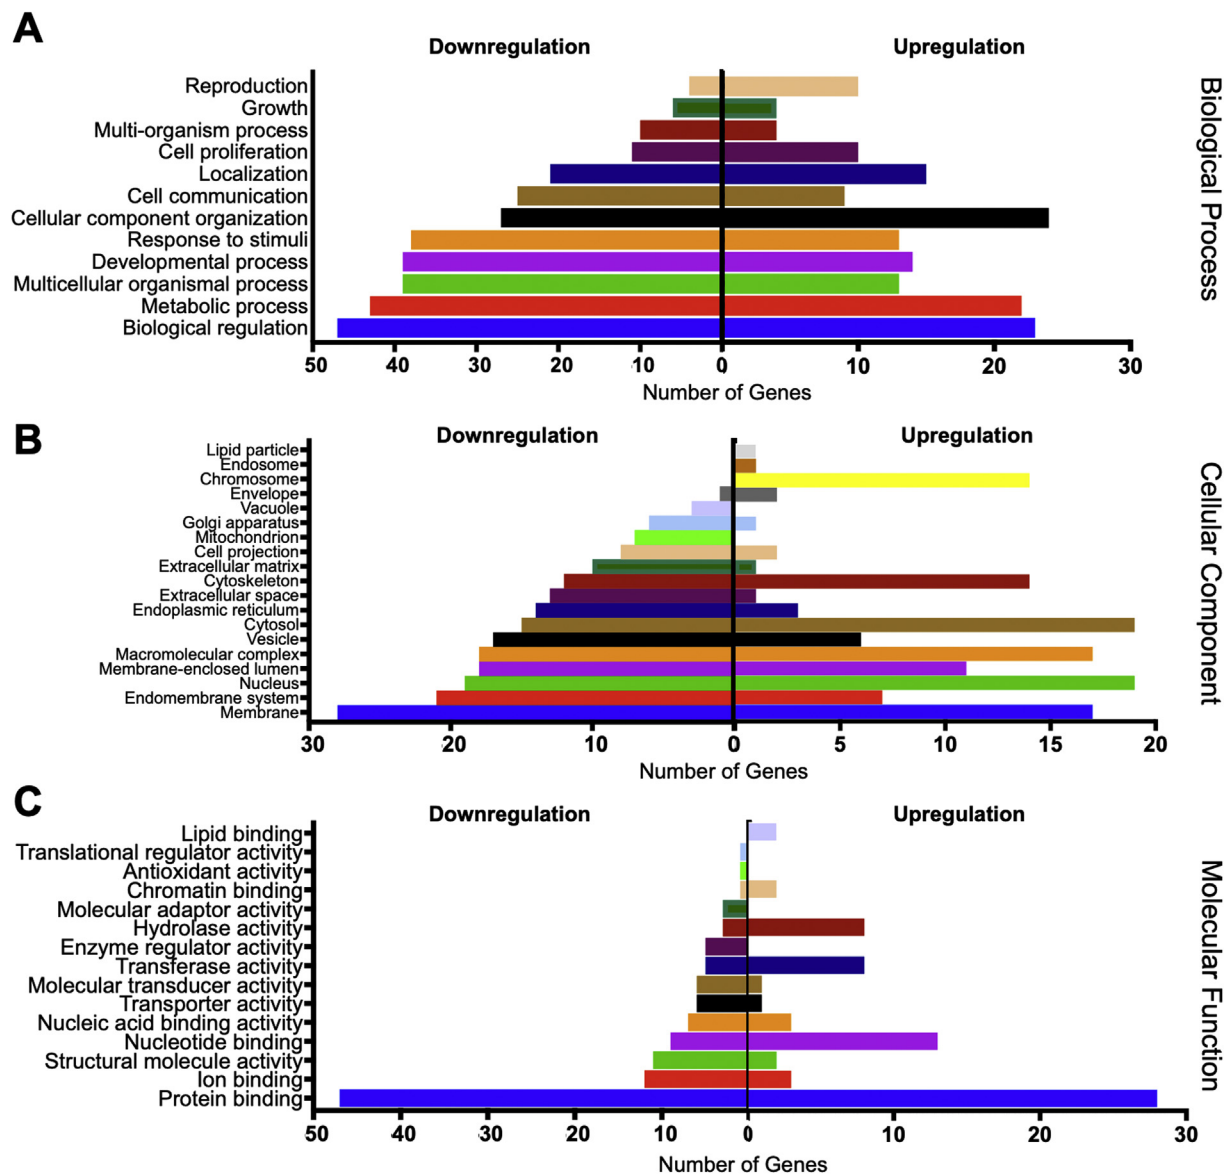 A
Downregulation Upregulation
Reproduction
Growth
Multi-organism process
Cell proliferation
Localization
Cell communication
Cellular component organization
Response to stimuli
Developmental process
Multicellular organismal process
Metabolic process
Biological regulation
50 40 30 20 10 0 10 20 30
Number of Genes
Biological Process
B
Downregulation Upregulation
Lipid particle
Endosome
Chromosome
Envelope
Vacuole
Golgi apparatus
Mitochondrion
Cell projection
Extracellular matrix
Cytoskeleton
Extracellular space
Endoplasmic reticulum
Cytosol
Vesicle
Macromolecular complex
Membrane-enclosed lumen
Nucleus
Endomembrane system
Membrane
30 20 10 0 5 10 15 20
Number of Genes
Cellular Component
C
Downregulation Upregulation
Lipid binding
Translational regulator activity
Antioxidant activity
Chromatin binding
Molecular adaptor activity
Hydrolase activity
Enzyme regulator activity
Transferase activity
Molecular transducer activity
Transporter activity
Nucleic acid binding activity
Nucleotide binding
Structural molecule activity
Ion binding
Protein binding
50 40 30 20 10 0 10 20 30
Number of Genes
Molecular Function